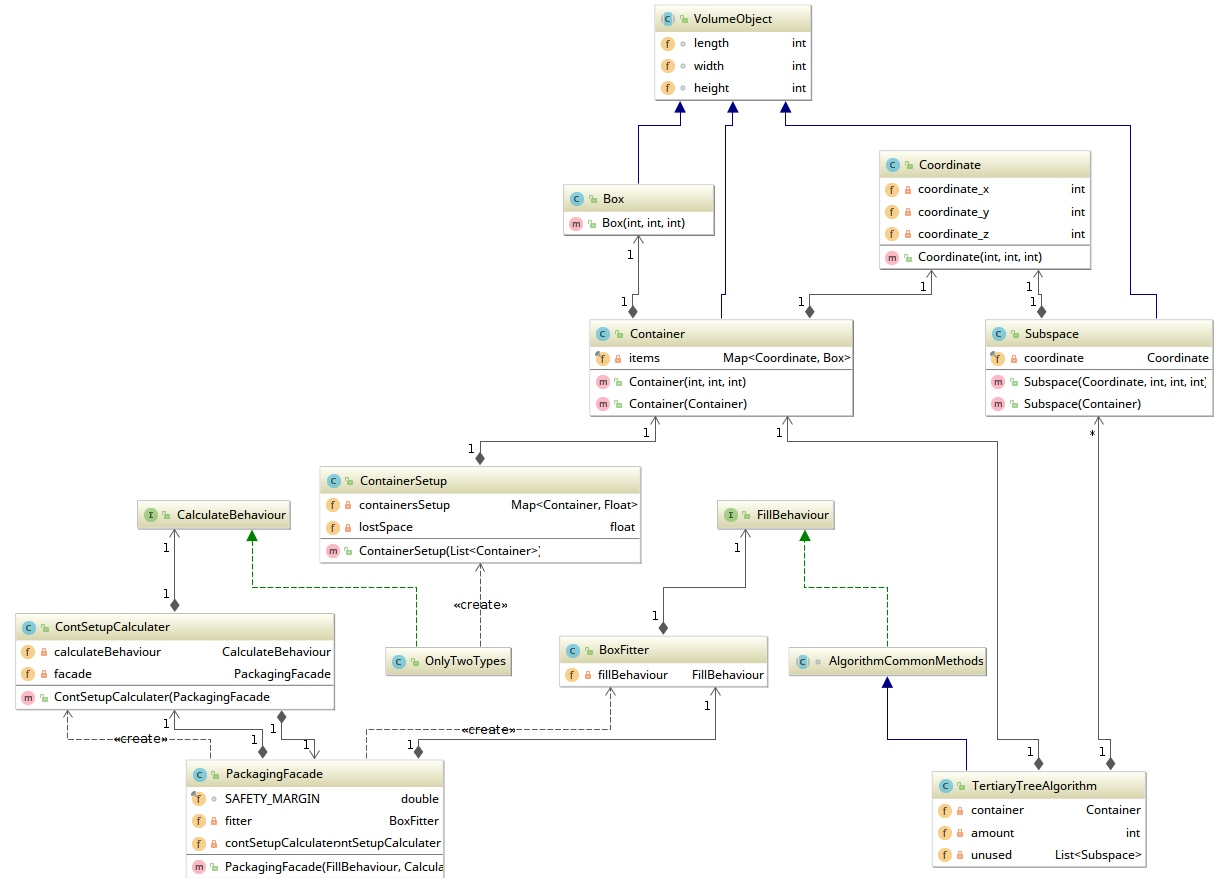 VolumeObject
length int
width int
height int
Coordinate
coordinate_x int
coordinate_y int
coordinate_z int
Coordinate(int, int, int)
Box
Box(int, int, int)
1
1
1
1
1
1
Container
items Map<Coordinate, Box>
Container(int, int, int)
Container(Container)
Subspace
coordinate Coordinate
Subspace(Coordinate, int, int, int)
Subspace(Container)
1
1
*
1
ContainerSetup
containersSetup Map<Container, Float>
lostSpace float
ContainerSetup(List<Container>)
CalculateBehaviour
FillBehaviour
1
1
«create»
1
1
ContSetupCalculater
calculateBehaviour CalculateBehaviour
facade PackagingFacade
ContSetupCalculater(PackagingFacade
OnlyTwoTypes
BoxFitter
fillBehaviour FillBehaviour
AlgorithmCommonMethods
1
1
1
«create»
«create»
1
1
1
1
1
PackagingFacade
SAFETY_MARGIN double
fitter BoxFitter
contSetupCalculatenntSetupCalculater
PackagingFacade(FillBehaviour, Calcula
TertiaryTreeAlgorithm
container Container
amount int
unused List<Subspace>